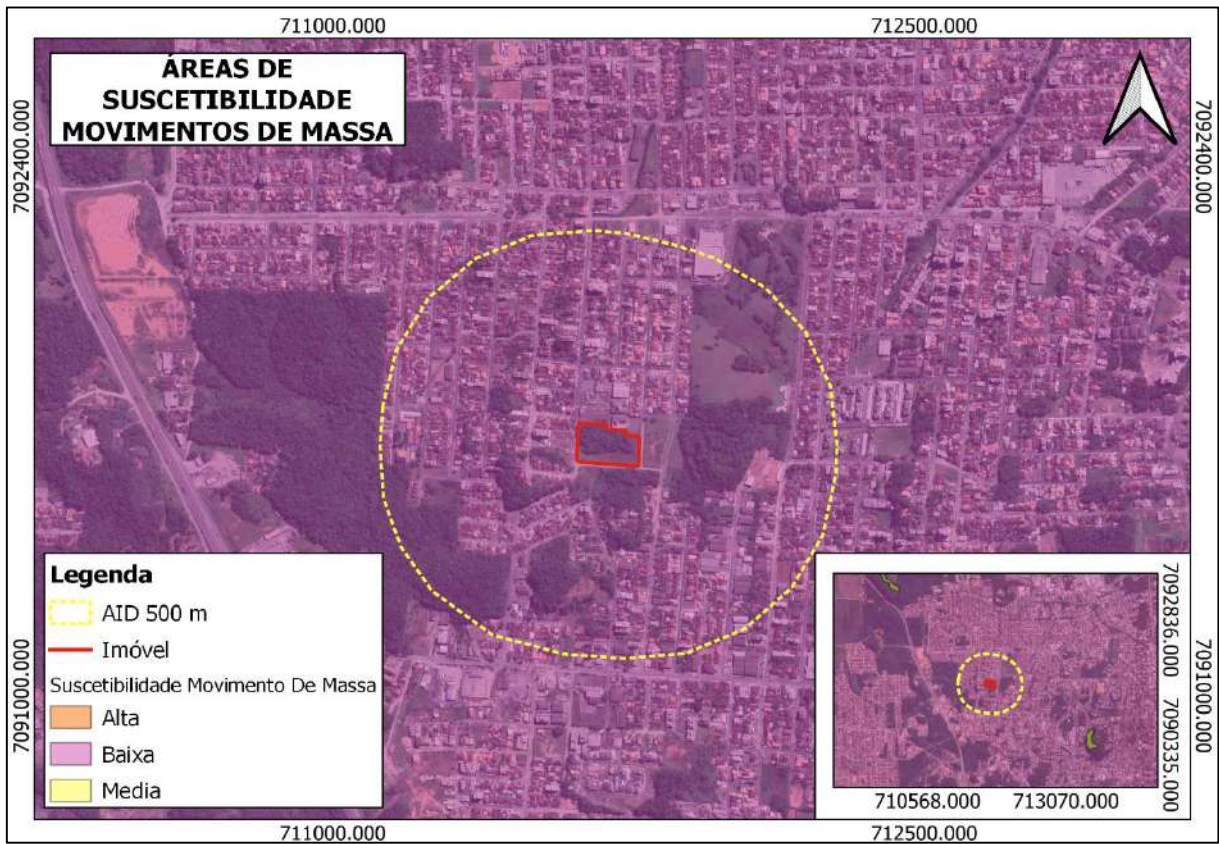 711000.000
712500.000
ÁREAS DE
SUSCETIBILIDADE
MOVIMENTOS DE MASSA
7092400.000
7092400.000
Legenda
AID 500 m
Imóvel
Suscetibilidade Movimento De Massa
Alta
Baixa
Media
7091000.000
7092836.000
7090335.000
7091000.000
710568.000
713070.000
711000.000
712500.000